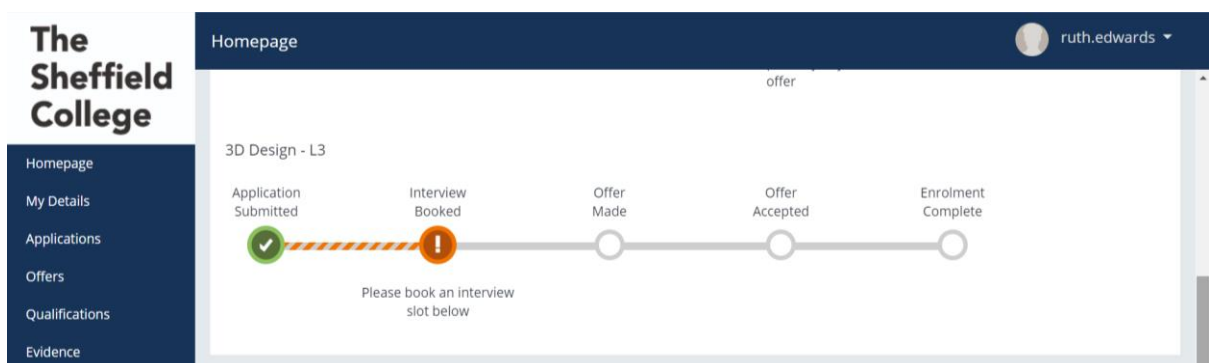 The
Sheffield
College
Homepage
ruth.edwards
Homepage
My Details
Applications
Offers
Qualifications
Evidence
offer
3D Design - L3
Application
Submitted
Interview
Booked
Offer
Made
Offer
Accepted
Enrolment
Complete
Please book an interview
slot below